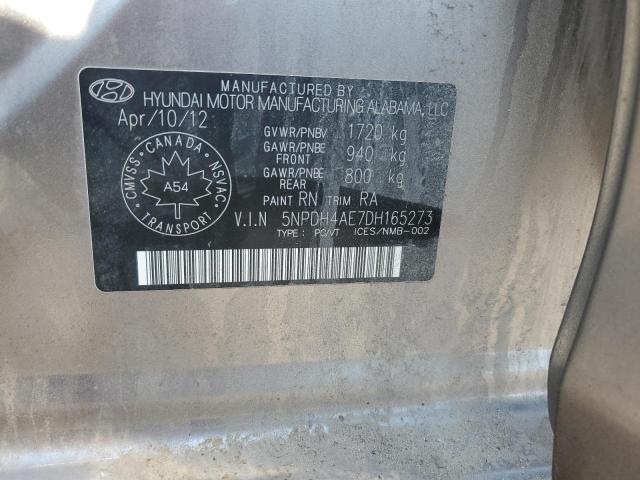 MANUFACTURED BY
HYUNDAI MOTOR MANUFACTURING ALABAMA, LLC
Apr/10/12
GVWR/PNBV 1720 kg
GAWR/PNBE FRONT 940 kg
GAWR/PNBE REAR 800 kg
PAINT RN TRIM RA
V.I.N 5NPDH4AE7DH165273
TYPE: PC/VT ICES/NMB-002
CMVSS • CANADA • NSVAC
A54
TRANSPORT